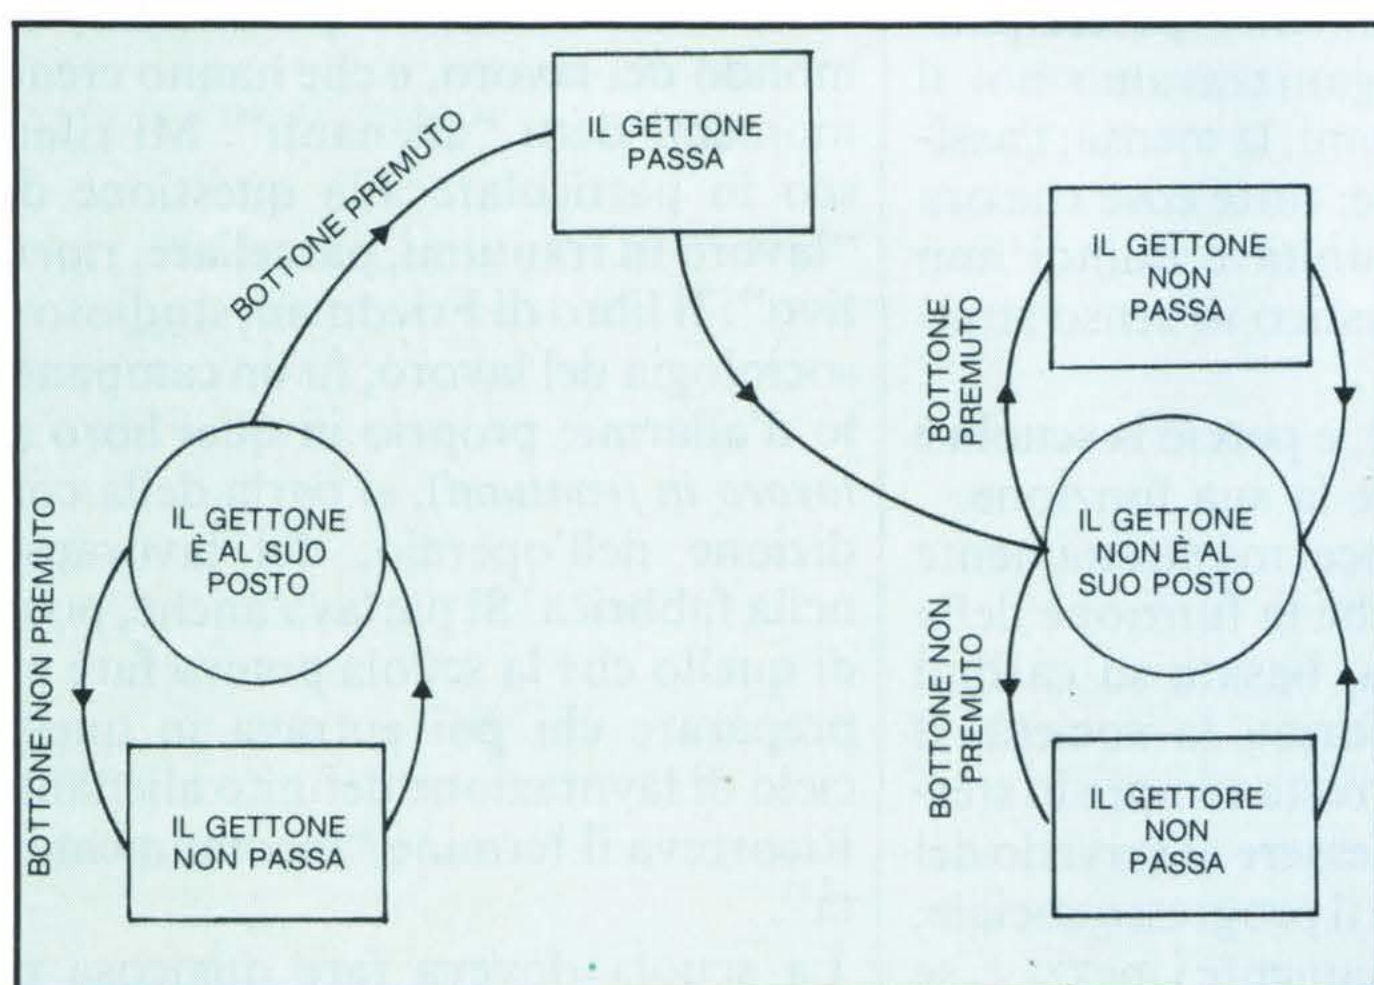 IL GETTONE
PASSA
BOTTONE PREMUTO
IL GETTONE
NON
PASSA
BOTTONE
PREMUTO
IL GETTONE
È AL SUO
POSTO
IL GETTONE
NON È AL
SUO POSTO
BOTTONE NON PREMUTO
BOTTONE NON
PREMUTO
IL GETTONE
NON PASSA
IL GETTORE
NON
PASSA